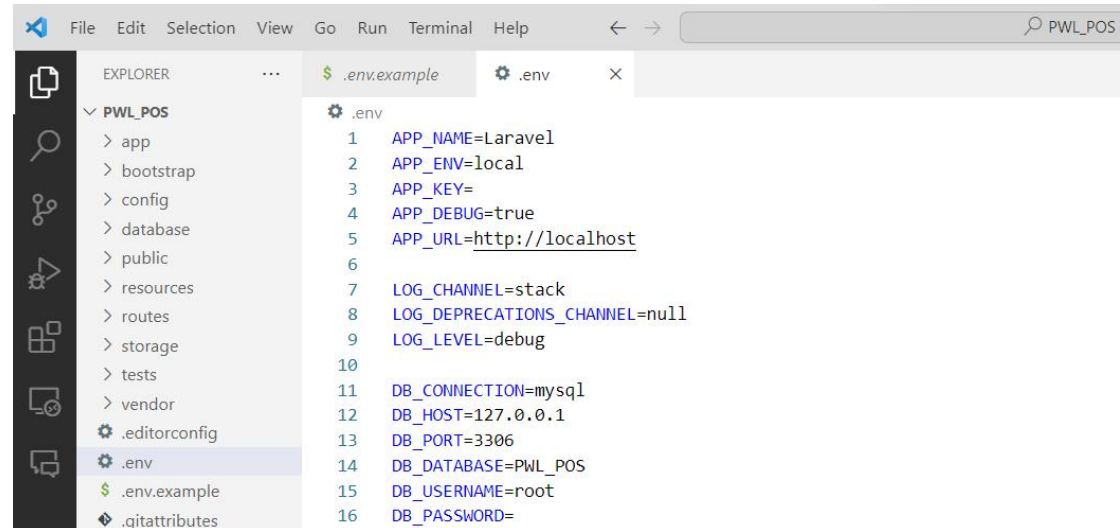 File Edit Selection View Go Run Terminal Help ← → PWL_POS
EXPLORER ...
PWL_POS
app
bootstrap
config
database
public
resources
routes
storage
tests
vendor
.editorconfig
.env
$ .env.example
.gitattributes
$ .env.example .env ×
.env
1 APP_NAME=Laravel
2 APP_ENV=local
3 APP_KEY=
4 APP_DEBUG=true
5 APP_URL=http://localhost
6
7 LOG_CHANNEL=stack
8 LOG_DEPRECATIONS_CHANNEL=null
9 LOG_LEVEL=debug
10
11 DB_CONNECTION=mysql
12 DB_HOST=127.0.0.1
13 DB_PORT=3306
14 DB_DATABASE=PWL_POS
15 DB_USERNAME=root
16 DB_PASSWORD=